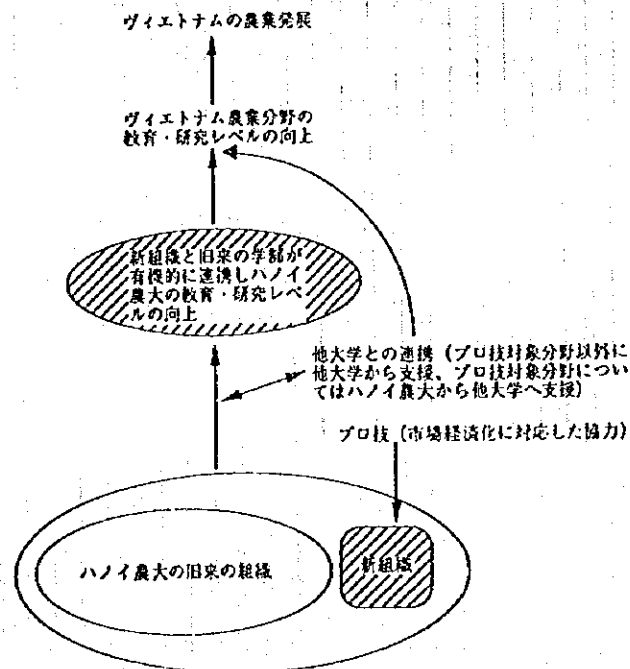 ヴィエトナムの農業発展
ヴィエトナム農業分野の
教育・研究レベルの向上
新組織と旧来の学部が
有機的に連携しハノイ
農大の教育・研究レベ
ルの向上
他大学との連携（プロ技対象分野以外に
他大学から支援、プロ技対象分野につい
てはハノイ農大から他大学へ支援）
プロ技（市場経済化に対応した協力）
ハノイ農大の旧来の組織
新組織